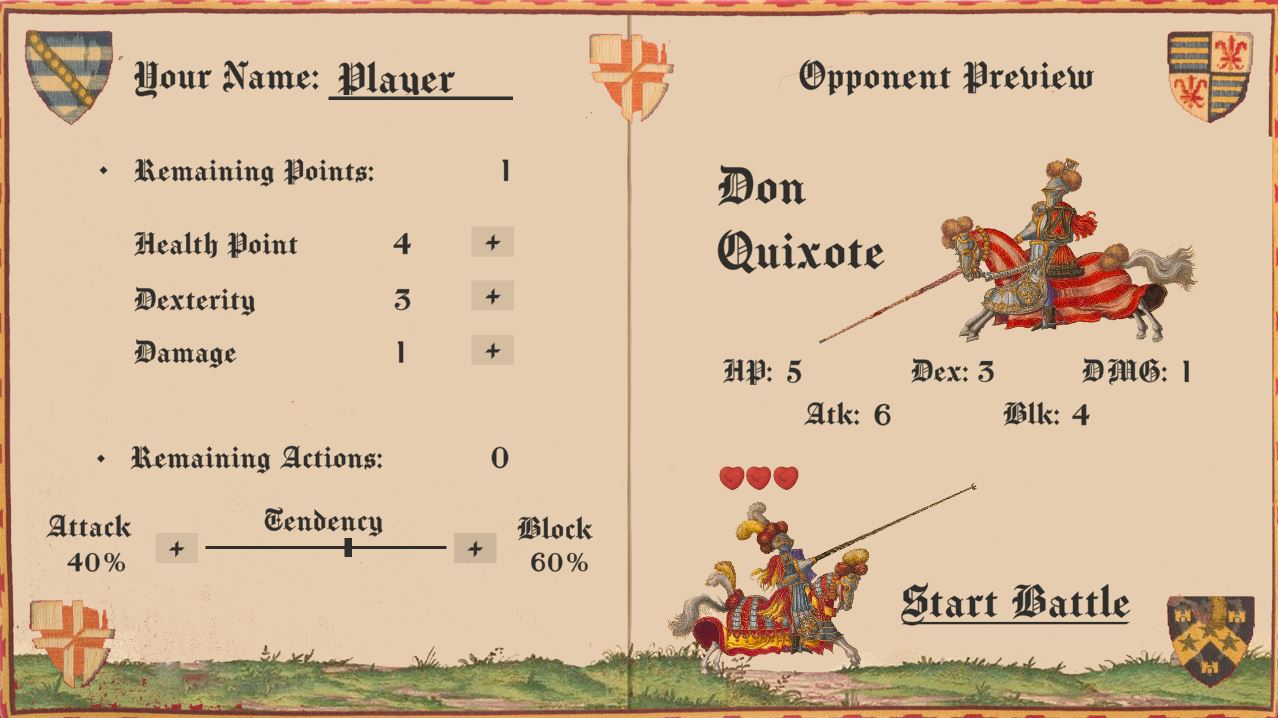 Your Name: Player
Remaining Points: 1
Health Point 4 +
Dexterity 3 +
Damage 1 +
Remaining Actions: 0
Tendency
Attack + + Block
40% 60%
Opponent Preview
Don
Quixote
HP: 5 Dex: 3 DMG: 1
Atk: 6 Blk: 4
Start Battle